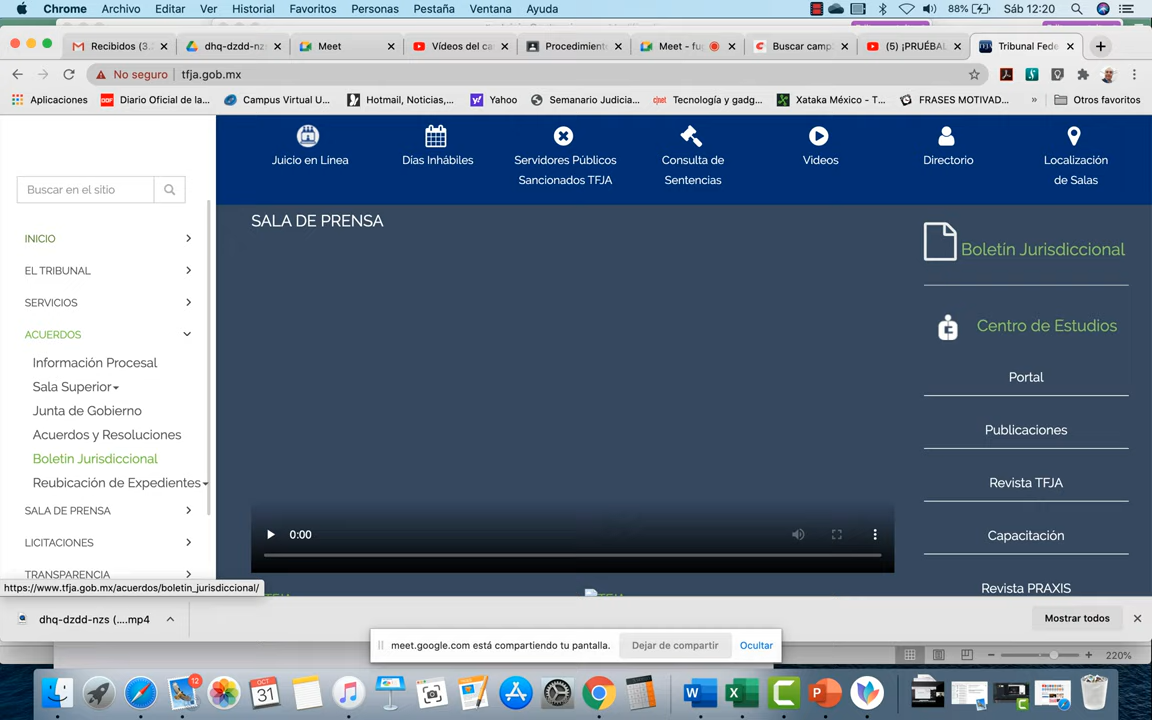 Chrome Archivo Editar Ver Historial Favoritos Personas Pestaña Ventana Ayuda 88% Sáb 12:20
Recibidos (3. dhq-dzdd-nz Meet Vídeos del ca Procedimiento Meet - fu Buscar camp (5) ¡PRUÉBAL Tribunal Fede
No seguro tfja.gob.mx
Aplicaciones Diario Oficial de la... Campus Virtual U... Hotmail, Noticias,... Yahoo Semanario Judicia... Tecnología y gadg... Xataka México - T... FRASES MOTIVAD... » Otros favoritos
Juicio en Línea
Días Inhábiles
Servidores Públicos
Sancionados TFJA
Consulta de
Sentencias
Videos
Directorio
Localización
de Salas
Buscar en el sitio
INICIO
EL TRIBUNAL
SERVICIOS
ACUERDOS
Información Procesal
Sala Superior
Junta de Gobierno
Acuerdos y Resoluciones
Boletin Jurisdiccional
Reubicación de Expedientes
SALA DE PRENSA
LICITACIONES
TRANSPARENCIA
SALA DE PRENSA
0:00
Boletín Jurisdiccional
Centro de Estudios
Portal
Publicaciones
Revista TFJA
Capacitación
Revista PRAXIS
https://www.tfja.gob.mx/acuerdos/boletin_jurisdiccional/
dhq-dzdd-nzs (....mp4
Mostrar todos
meet.google.com está compartiendo tu pantalla. Dejar de compartir Ocultar
220%
12
OCT
31